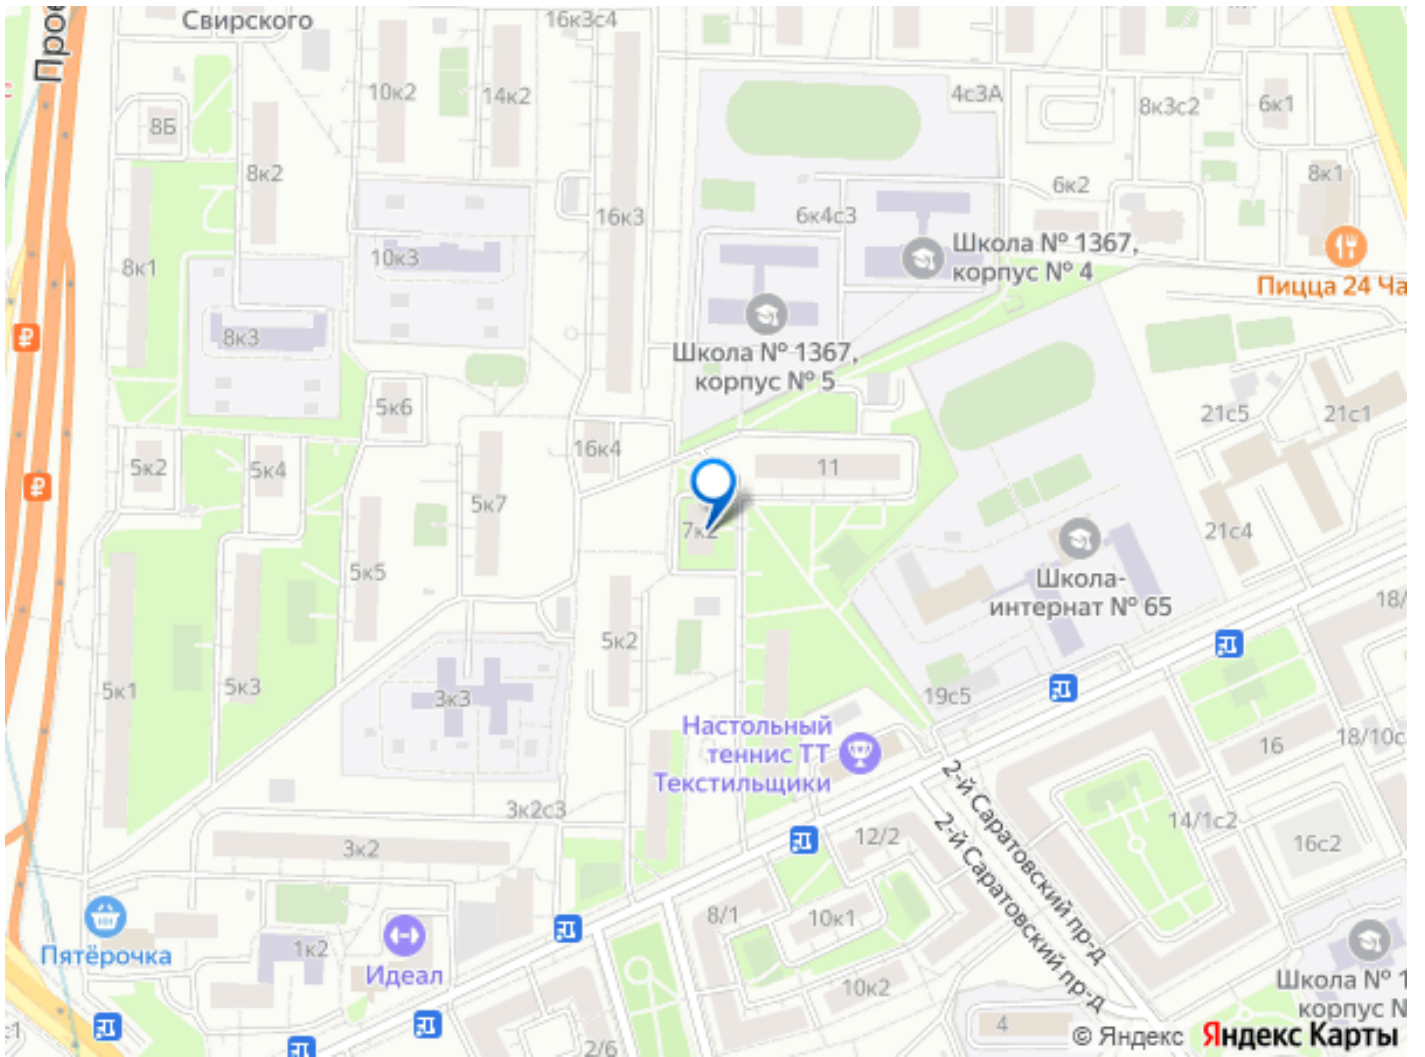 Свирского
16к3с4
Прое
10к2
14к2
4с3А
8к3с2
6к1
8Б
8к2
8к1
6к2
16к3
6к4с3
Школа № 1367,
корпус № 4
10к3
8к1
Пицца 24 Ча
8к3
Школа № 1367,
корпус № 5
5к6
21с5
21с1
16к4
5к2
5к4
11
5к7
7к2
21с4
5к5
Школа-
интернат № 65
18/
5к2
5к1
5к3
3к3
19с5
Настольный
теннис ТТ
Текстильщики
16
18/10с
2-й Саратовский пр-д
2-й Саратовский пр-д
3к2с3
14/1с2
12/2
16с2
3к2
8/1
10к1
Пятёрочка
1к2
Идеал
10к2
Школа № 1
корпус №
4
с1
2/6
© Яндекс Яндекс Карты